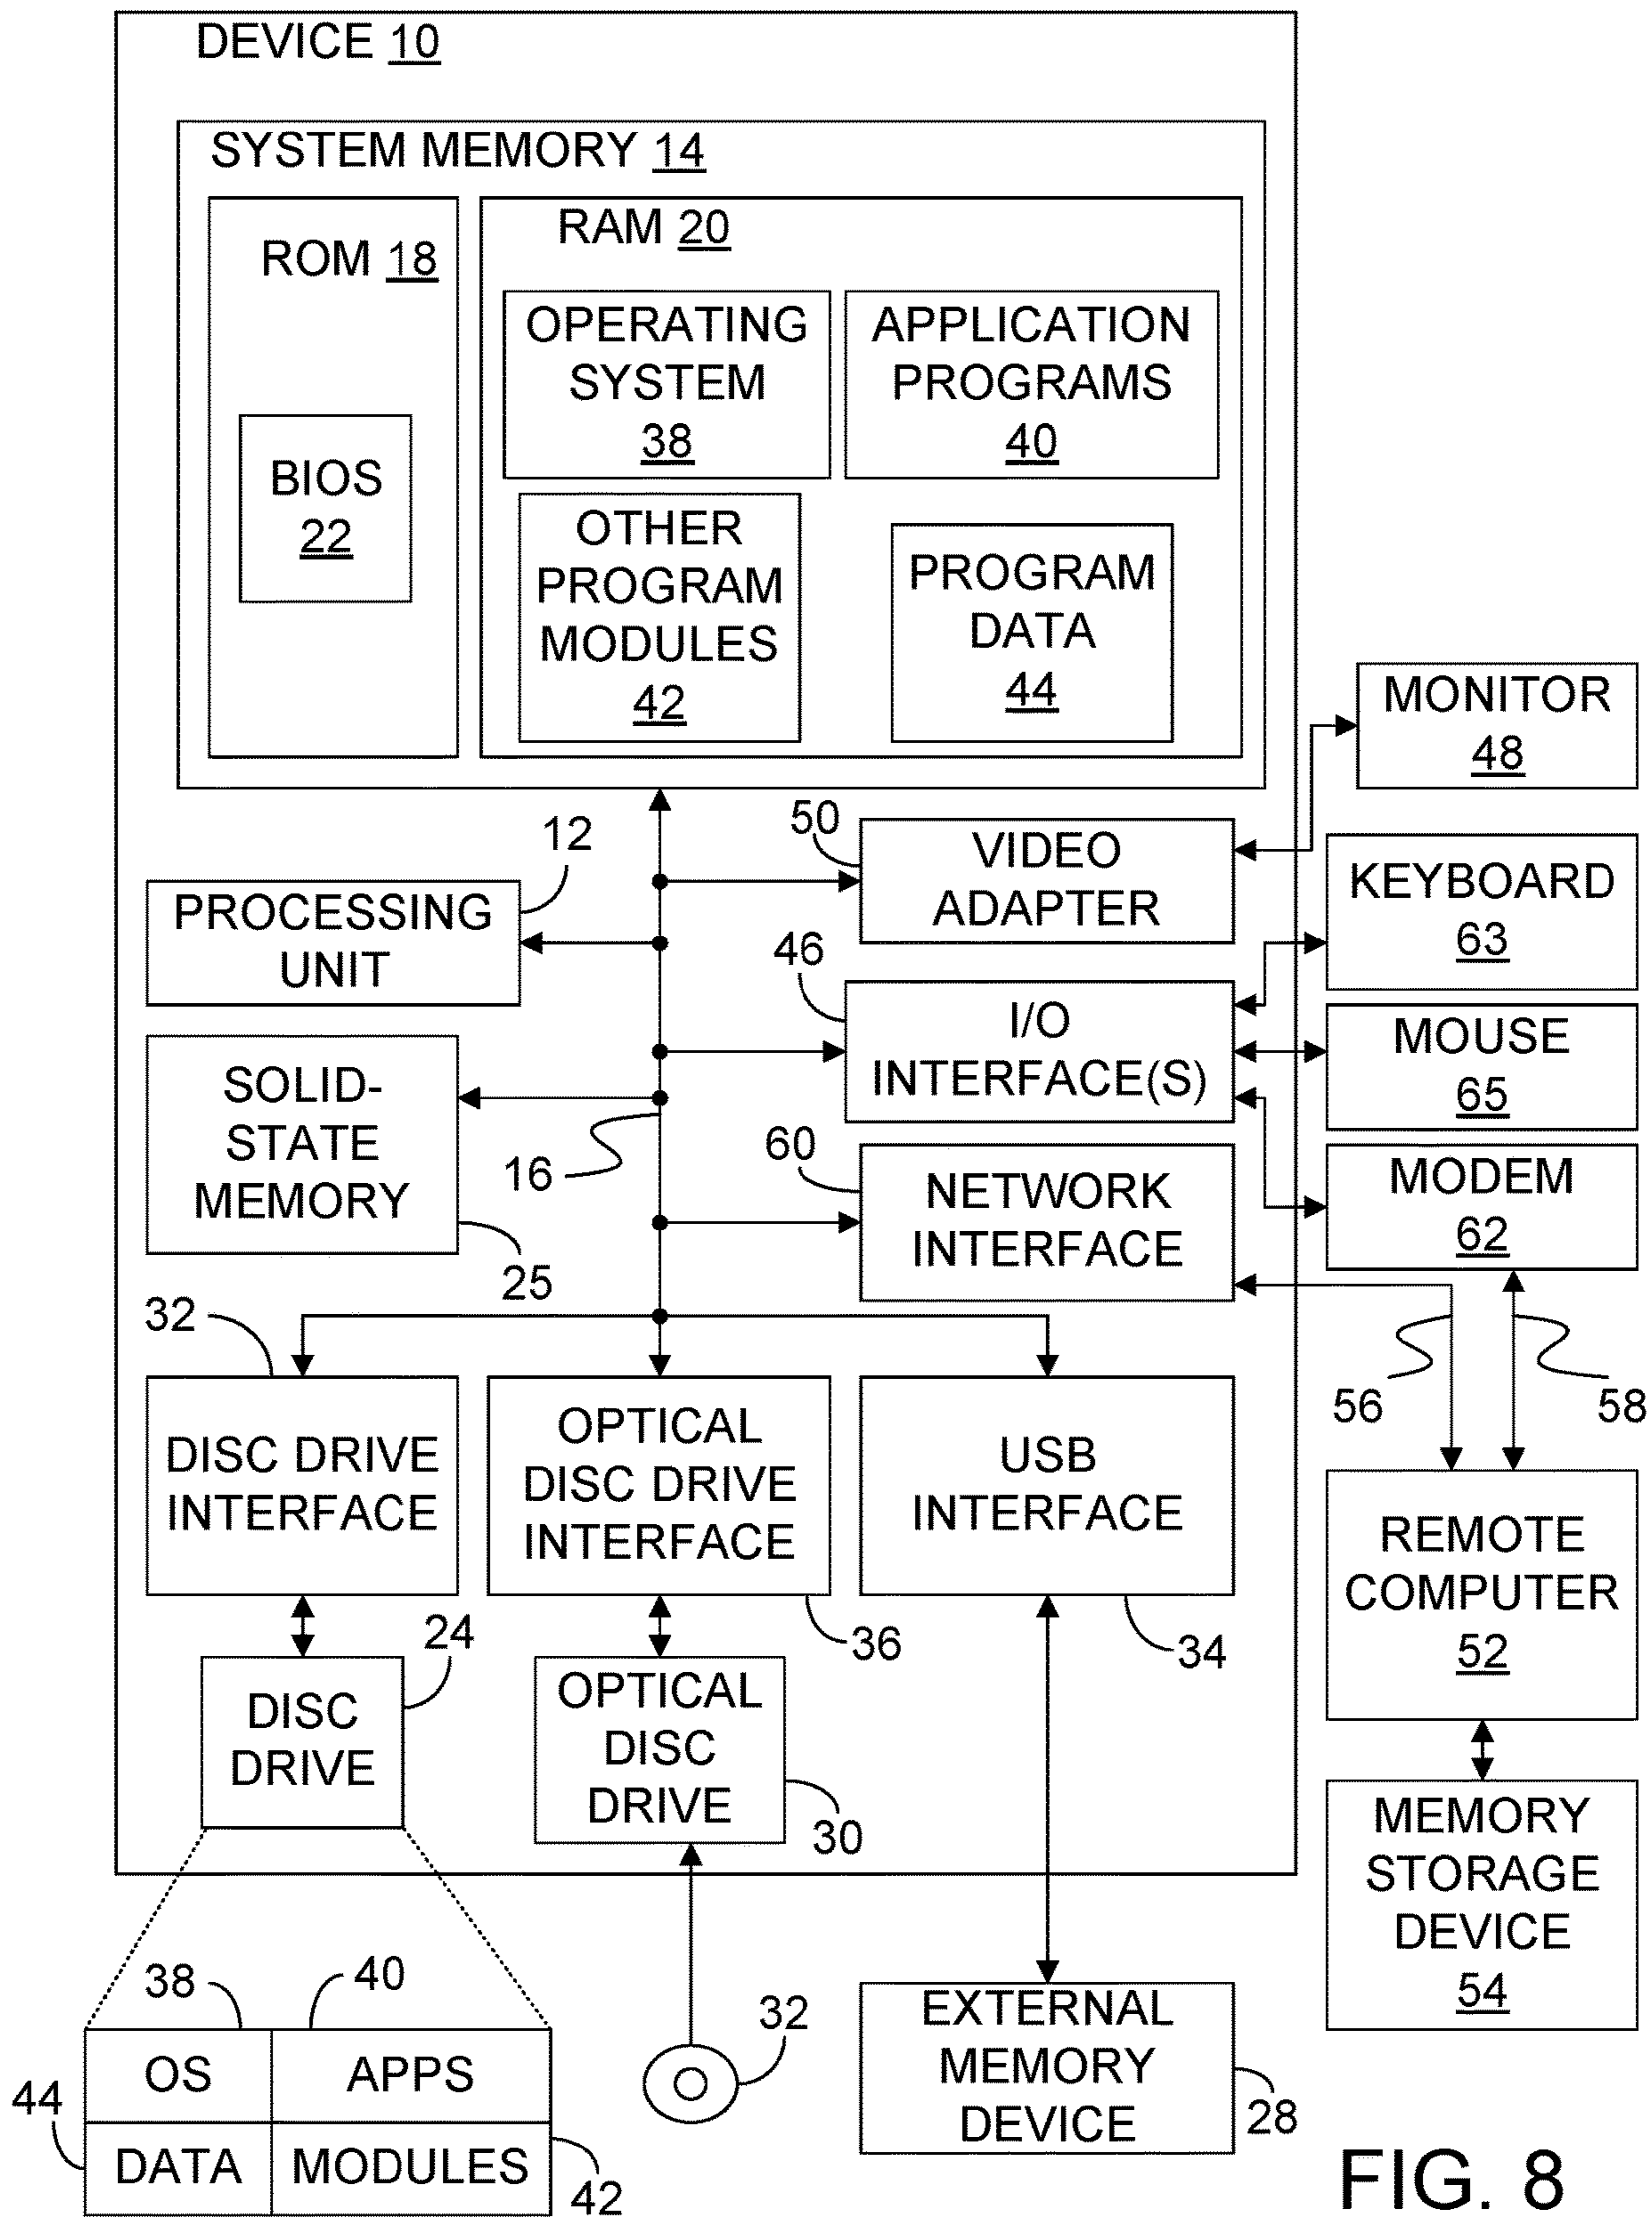 DEVICE 10
SYSTEM MEMORY 14
ROM 18
BIOS
22
RAM 20
OPERATING
SYSTEM
38
APPLICATION
PROGRAMS
40
OTHER
PROGRAM
MODULES
42
PROGRAM
DATA
44
MONITOR
48
12
PROCESSING
UNIT
50
VIDEO
ADAPTER
KEYBOARD
63
46
I/O
INTERFACE(S)
MOUSE
65
SOLID-
STATE
MEMORY
25
16
60
NETWORK
INTERFACE
MODEM
62
56
58
32
DISC DRIVE
INTERFACE
OPTICAL
DISC DRIVE
INTERFACE
36
USB
INTERFACE
34
REMOTE
COMPUTER
52
24
DISC
DRIVE
OPTICAL
DISC
DRIVE
30
MEMORY
STORAGE
DEVICE
54
38
40
OS
APPS
44
DATA
MODULES
42
32
EXTERNAL
MEMORY
DEVICE
28
FIG. 8